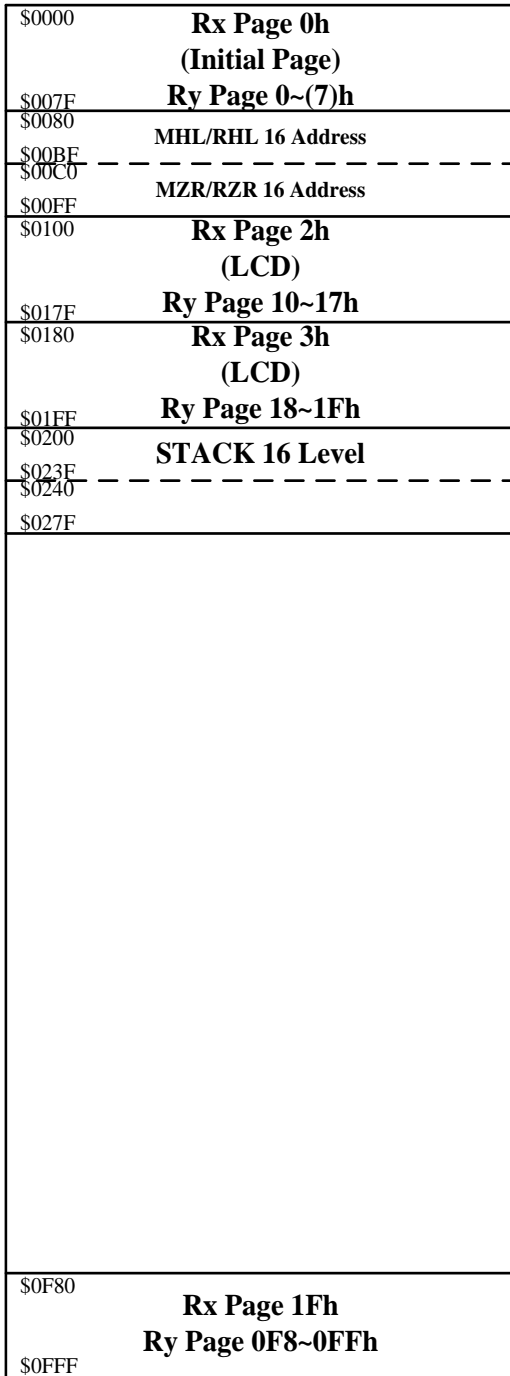 $0000
Rx Page 0h
(Initial Page)
Ry Page 0~(7)h
$007F
$0080
MHL/RHL 16 Address
$00BF
$00C0
MZR/RZR 16 Address
$00FF
$0100
Rx Page 2h
(LCD)
Ry Page 10~17h
$017F
$0180
Rx Page 3h
(LCD)
Ry Page 18~1Fh
$01FF
$0200
STACK 16 Level
$023F
$0240
$027F
$0F80
Rx Page 1Fh
Ry Page 0F8~0FFh
$0FFF